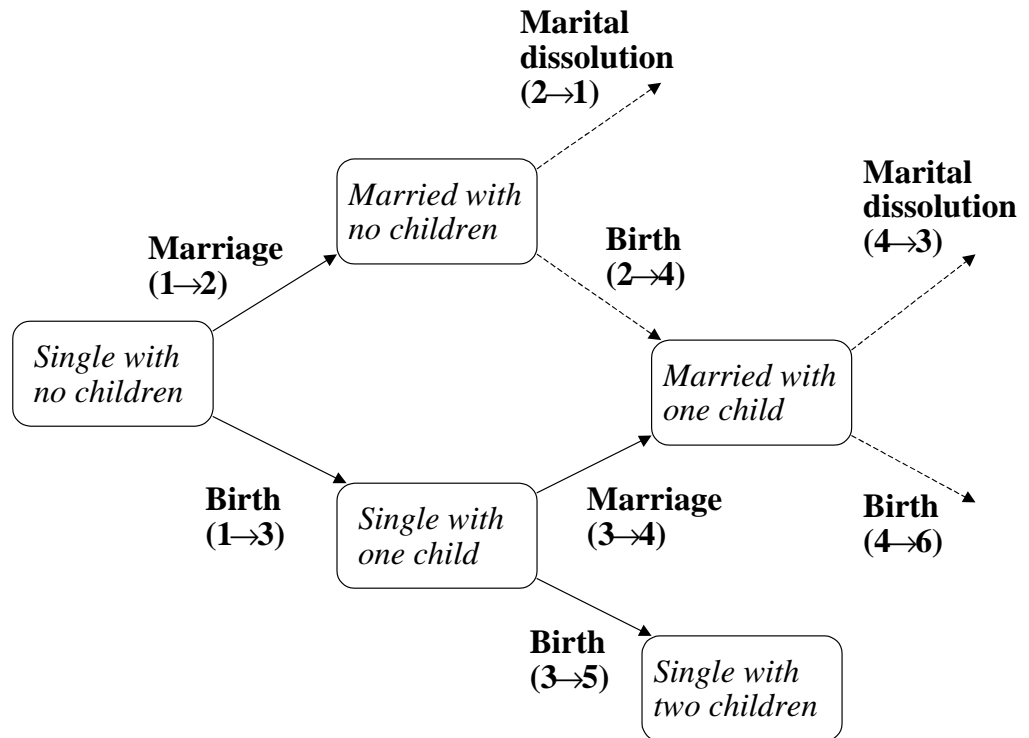 Marital
dissolution
(2→1)
Married with
no children
Marital
dissolution
(4→3)
Marriage
(1→2)
Birth
(2→4)
Single with
no children
Married with
one child
Birth
(1→3)
Single with
one child
Marriage
(3→4)
Birth
(4→6)
Birth
(3→5)
Single with
two children